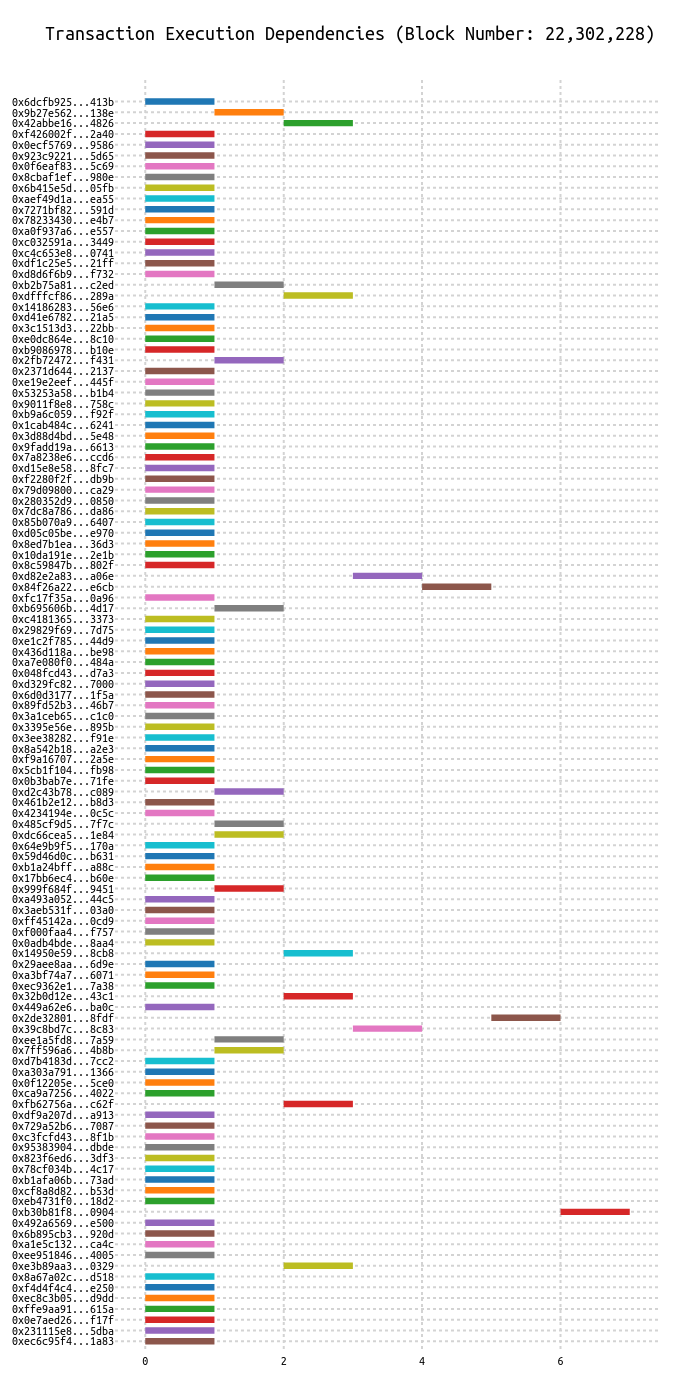 Transaction Execution Dependencies (Block Number: 22,302,228)
0x6dcfb925...413b
0x9b27e562...138e
0x42abbe16...4826
0xf426002f...2a40
0x0ecf5769...9586
0x923c9221...5d65
0x0f6eaf83...5c69
0x8cbaf1ef...980e
0x6b415e5d...05fb
0xaef49d1a...ea55
0x7271bf82...591d
0x78233430...e4b7
0xa0f937a6...e557
0xc032591a...3449
0xc4c653e8...0741
0xdf1c25e5...21ff
0xd8d6f6b9...f732
0xb2b75a81...c2ed
0xdfffcf86...289a
0x14186283...56e6
0xd41e6782...21a5
0x3c1513d3...22bb
0xe0dc864e...8c10
0xb9086978...b10e
0x2fb72472...f431
0x2371d644...2137
0xe19e2eef...445f
0x53253a58...b1b4
0x9011f8e8...758c
0xb9a6c059...f92f
0x1cab484c...6241
0x3d88d4bd...5e48
0x9fadd19a...6613
0x7a8238e6...ccd6
0xd15e8e58...8fc7
0xf2280f2f...db9b
0x79d09800...ca29
0x280352d9...0850
0x7dc8a786...da86
0x85b070a9...6407
0xd05c05be...e970
0x8ed7b1ea...36d3
0x10da191e...2e1b
0x8c59847b...802f
0xd82e2a83...a06e
0x84f26a22...e6cb
0xfc17f35a...0a96
0xb695606b...4d17
0xc4181365...3373
0x29829f69...7d75
0xe1c2f785...44d9
0x436d118a...be98
0xa7e080f0...484a
0x048fcd43...d7a3
0xd329fc82...7000
0x6d0d3177...1f5a
0x89fd52b3...46b7
0x3a1ceb65...c1c0
0x3395e56e...895b
0x3ee38282...f91e
0x8a542b18...a2e3
0xf9a16707...2a5e
0x5cb1f104...fb98
0x0b3bab7e...71fe
0xd2c43b78...c089
0x461b2e12...b8d3
0x4234194e...0c5c
0x485cf9d5...7f7c
0xdc66cea5...1e84
0x64e9b9f5...170a
0x59d46d0c...b631
0xb1a24bff...a88c
0x17bb6ec4...b60e
0x999f684f...9451
0xa493a052...44c5
0x3aeb531f...03a0
0xff45142a...0cd9
0xf000faa4...f757
0x0adb4bde...8aa4
0x14950e59...8cb8
0x29aee8aa...6d9e
0xa3bf74a7...6071
0xec9362e1...7a38
0x32b0d12e...43c1
0x449a62e6...ba0c
0x2de32801...8fdf
0x39c8bd7c...8c83
0xee1a5fd8...7a59
0x7ff596a6...4b8b
0xd7b4183d...7cc2
0xa303a791...1366
0x0f12205e...5ce0
0xca9a7256...4022
0xfb62756a...c62f
0xdf9a207d...a913
0x729a52b6...7087
0xc3fcfd43...8f1b
0x95383904...dbde
0x823f6ed6...3df3
0x78cf034b...4c17
0xb1afa06b...73ad
0xcf8a8d82...b53d
0xeb4731f0...18d2
0xb30b81f8...0904
0x492a6569...e500
0x6b895cb3...920d
0xa1e5c132...ca4c
0xee951846...4005
0xe3b89aa3...0329
0x8a67a02c...d518
0xf4d4f4c4...e250
0xec8c3b05...d9dd
0xffe9aa91...615a
0x0e7aed26...f17f
0x231115e8...5dba
0xec6c95f4...1a83
0 2 4 6